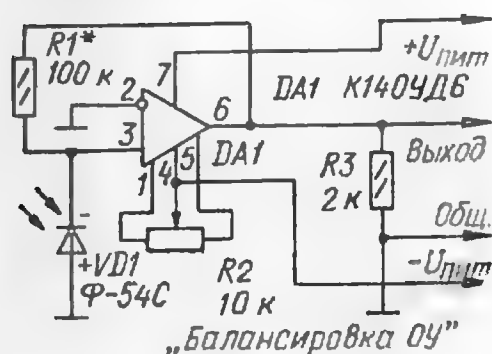 R1*
100 к
2
3
7
6
1
4
5
DA1
+Uпит
DA1 К140УД6
Выход
R3
2 к
Общ.
-Uпит
-
+VD1
Ф-54С
R2
10 к
„Балансировка ОУ"